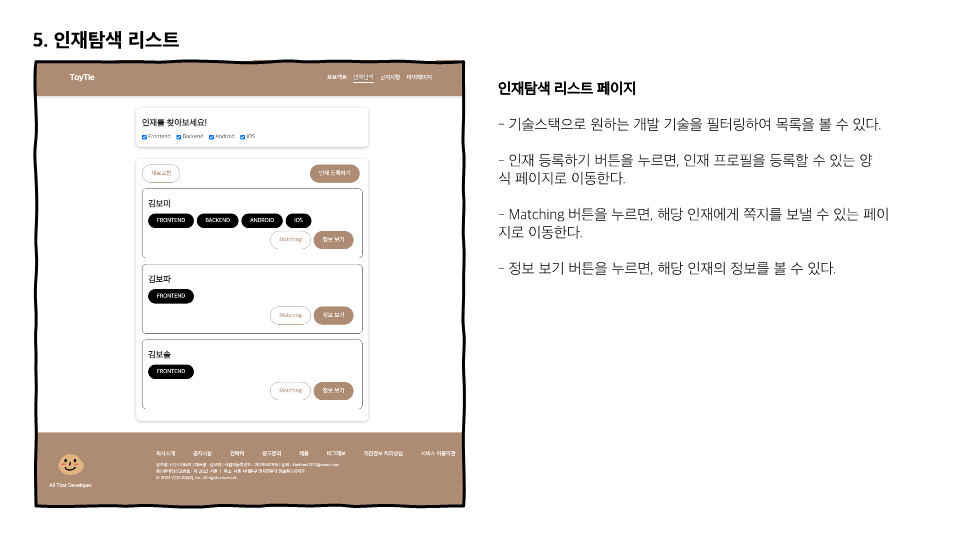 5. 인재탐색 리스트
ToyTie
프로젝트 인재탐색 공지사항 마이페이지
인재를 찾아보세요!
Frontend Backend Android IOS
새로고침 인재 등록하기
김보미
FRONTEND BACKEND ANDROID IOS
Matching 정보 보기
김보파
FRONTEND
Matching 정보 보기
김보솔
FRONTEND
Matching 정보 보기
All That Developer
회사소개 공지사항 연락처 광고문의 채용 버그제보 개인정보 처리방침 서비스 이용약관
인재탐색 리스트 페이지
- 기술스택으로 원하는 개발 기술을 필터링하여 목록을 볼 수 있다.
- 인재 등록하기 버튼을 누르면, 인재 프로필을 등록할 수 있는 양
식 페이지로 이동한다.
- Matching 버튼을 누르면, 해당 인재에게 쪽지를 보낼 수 있는 페이
지로 이동한다.
- 정보 보기 버튼을 누르면, 해당 인재의 정보를 볼 수 있다.